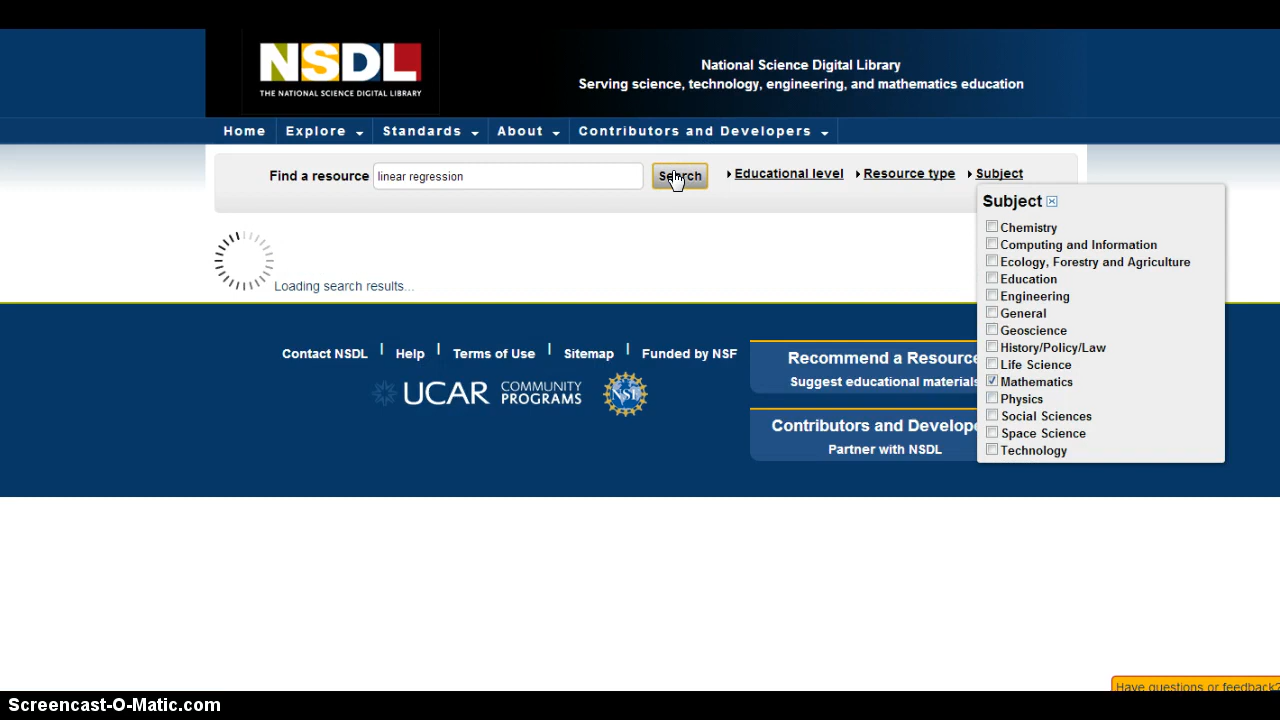 NSDL
THE NATIONAL SCIENCE DIGITAL LIBRARY
National Science Digital Library
Serving science, technology, engineering, and mathematics education
Home Explore Standards About Contributors and Developers
Find a resource linear regression Search Educational level Resource type Subject
Subject
Chemistry
Computing and Information
Ecology, Forestry and Agriculture
Education
Engineering
General
Geoscience
History/Policy/Law
Life Science
Mathematics
Physics
Social Sciences
Space Science
Technology
Loading search results...
Contact NSDL Help Terms of Use Sitemap Funded by NSF
UCAR COMMUNITY PROGRAMS
NSF
Recommend a Resource
Suggest educational materials
Contributors and Develope
Partner with NSDL
Have questions or feedback?
Screencast-O-Matic.com